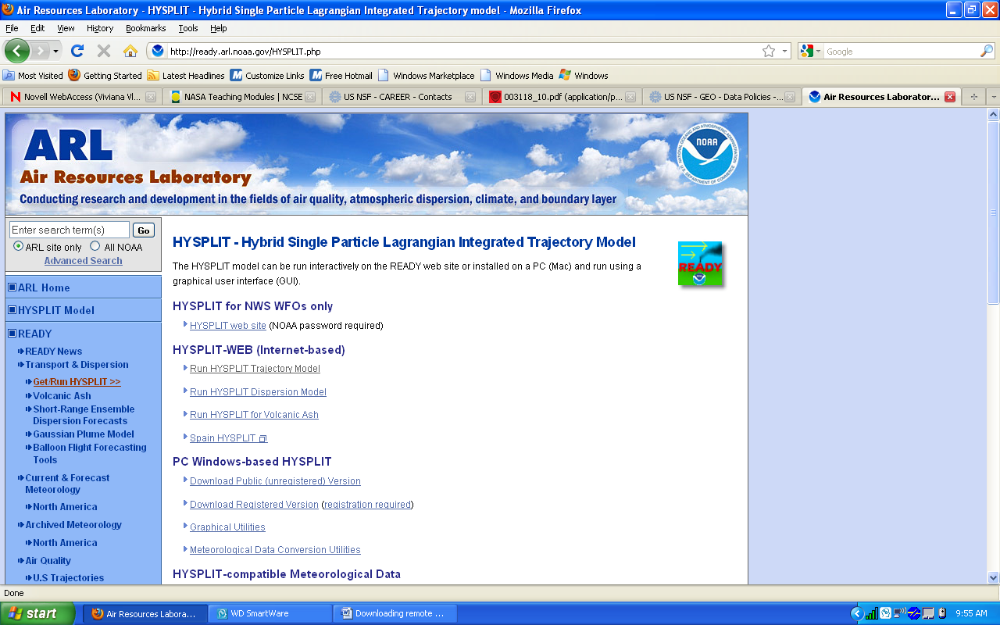 Air Resources Laboratory - HYSPLIT - Hybrid Single Particle Lagrangian Integrated Trajectory model - Mozilla Firefox
File Edit View History Bookmarks Tools Help
http://ready.arl.noaa.gov/HYSPLIT.php Google
Most Visited Getting Started Latest Headlines Customize Links Free Hotmail Windows Marketplace Windows Media Windows
Novell WebAccess (Viviana Vl... NASA Teaching Modules | NCSE US NSF - CAREER - Contacts 003118_10.pdf (application/p... US NSF - GEO - Data Policies -... Air Resources Laborator...
ARL
Air Resources Laboratory
Conducting research and development in the fields of air quality, atmospheric dispersion, climate, and boundary layer
NATIONAL OCEANIC AND ATMOSPHERIC ADMINISTRATION
NOAA
U.S. DEPARTMENT OF COMMERCE
Enter search term(s) Go
ARL site only All NOAA
Advanced Search
ARL Home
HYSPLIT Model
READY
READY News
Transport & Dispersion
Get/Run HYSPLIT >>
Volcanic Ash
Short-Range Ensemble
Dispersion Forecasts
Gaussian Plume Model
Balloon Flight Forecasting
Tools
Current & Forecast
Meteorology
North America
Archived Meteorology
North America
Air Quality
U.S Trajectories
HYSPLIT - Hybrid Single Particle Lagrangian Integrated Trajectory Model
READY
The HYSPLIT model can be run interactively on the READY web site or installed on a PC (Mac) and run using a
graphical user interface (GUI).
HYSPLIT for NWS WFOs only
HYSPLIT web site (NOAA password required)
HYSPLIT-WEB (Internet-based)
Run HYSPLIT Trajectory Model
Run HYSPLIT Dispersion Model
Run HYSPLIT for Volcanic Ash
Spain HYSPLIT
PC Windows-based HYSPLIT
Download Public (unregistered) Version
Download Registered Version (registration required)
Graphical Utilities
Meteorological Data Conversion Utilities
HYSPLIT-compatible Meteorological Data
Done
start Air Resources Labora... WD SmartWare Downloading remote ... 9:55 AM